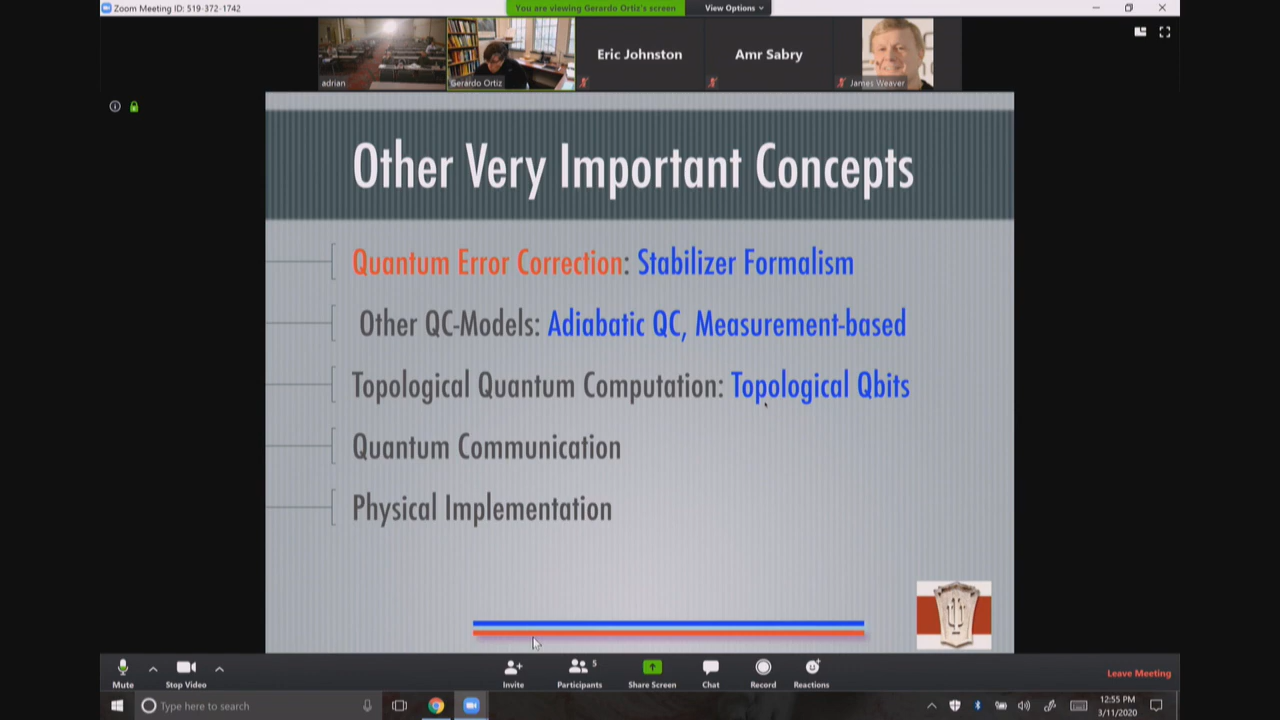 Zoom Meeting ID: 519-372-1742
You are viewing Gerardo Ortiz's screen
View Options
adrian
Gerardo Ortiz
Eric Johnston
Amr Sabry
James Weaver
Other Very Important Concepts
Quantum Error Correction: Stabilizer Formalism
Other QC-Models: Adiabatic QC, Measurement-based
Topological Quantum Computation: Topological Qbits
Quantum Communication
Physical Implementation
Mute
Stop Video
Invite
5
Participants
Share Screen
Chat
Record
Reactions
Leave Meeting
Type here to search
12:55 PM
3/11/2020